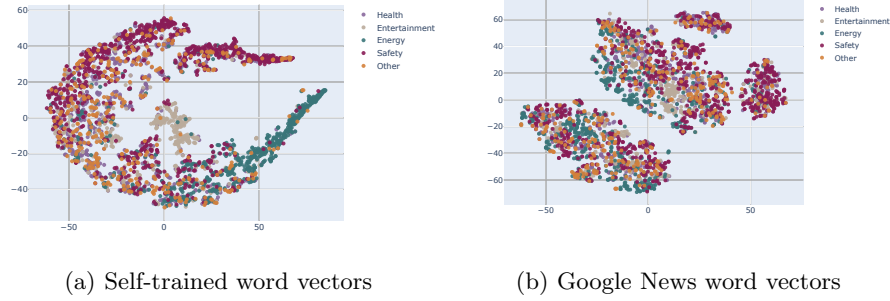 60
40
20
0
−20
−40
−50
0
50
Health
Entertainment
Energy
Safety
Other
60
40
20
0
−20
−40
−60
−50
0
50
Health
Entertainment
Energy
Safety
Other
(a) Self-trained word vectors
(b) Google News word vectors